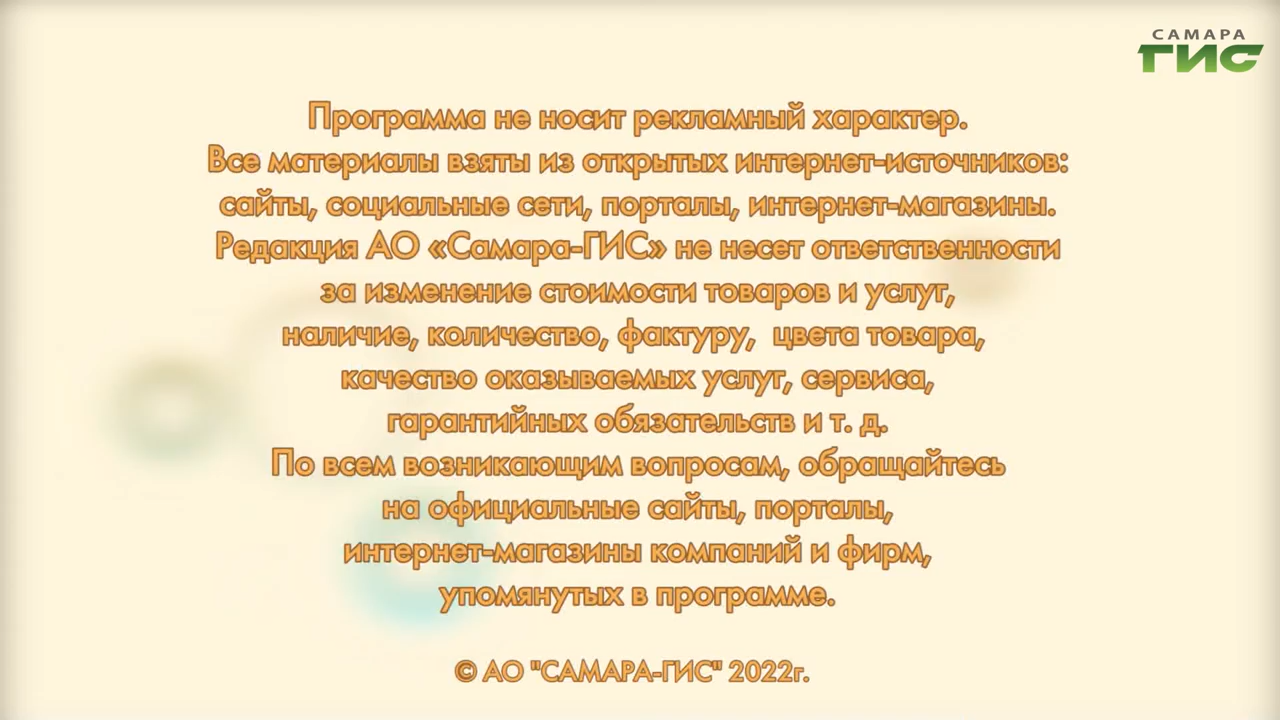 САМАРА
ГИС
Программа не носит рекламный характер.
Все материалы взяты из открытых интернет-источников:
сайты, социальные сети, порталы, интернет-магазины.
Редакция АО «Самара-ГИС» не несет ответственности
за изменение стоимости товаров и услуг,
наличие, количество, фактуру, цвета товара,
качество оказываемых услуг, сервиса,
гарантийных обязательств и т. д.
По всем возникающим вопросам, обращайтесь
на официальные сайты, порталы,
интернет-магазины компаний и фирм,
упомянутых в программе.
© АО "САМАРА-ГИС" 2022г.